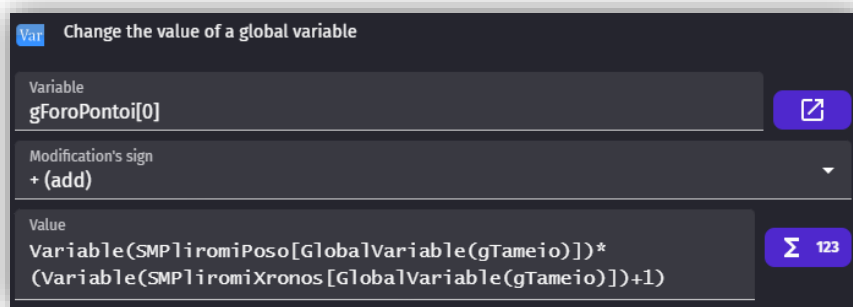 Var Change the value of a global variable
Variable
gForoPontoi[0]
Modification's sign
+ (add)
Value
Variable(SMPliromiPoso[GlobalVariable(gTameio)])*
(Variable(SMPliromiXronos[GlobalVariable(gTameio)])+1)
Σ 123